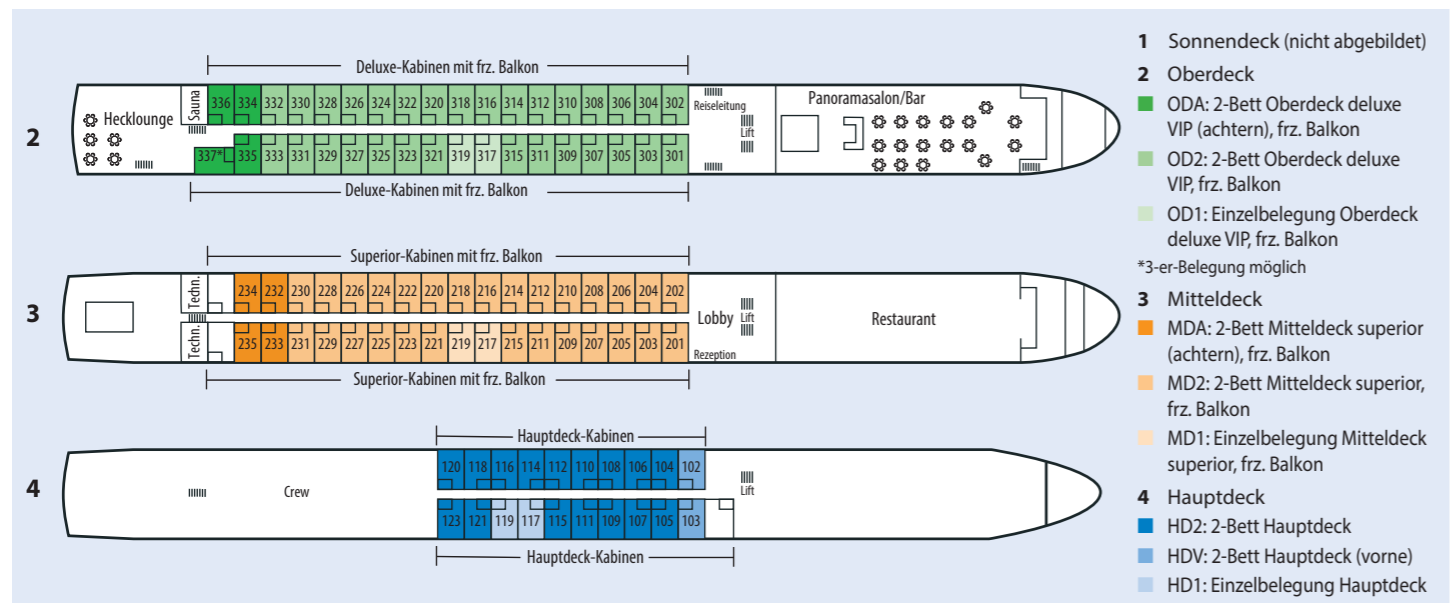 Deluxe-Kabinen mit frz. Balkon
2
Hecklounge
Sauna
336 334 332 330 328 326 324 322 320 318 316 314 312 310 308 306 304 302
Reiseleitung
Lift
Panoramasalon/Bar
337* 335 333 331 329 327 325 323 321 319 317 315 311 309 307 305 303 301
Deluxe-Kabinen mit frz. Balkon
Superior-Kabinen mit frz. Balkon
3
Techn.
234 232 230 228 226 224 222 220 218 216 214 212 210 208 206 204 202
Lobby
Lift
Restaurant
Techn.
235 233 231 229 227 225 223 221 219 217 215 211 209 207 205 203 201
Rezeption
Superior-Kabinen mit frz. Balkon
Hauptdeck-Kabinen
4
Crew
120 118 116 114 112 110 108 106 104 102
Lift
123 121 119 117 115 111 109 107 105 103
Hauptdeck-Kabinen
1 Sonnendeck (nicht abgebildet)
2 Oberdeck
ODA: 2-Bett Oberdeck deluxe
VIP (achtern), frz. Balkon
OD2: 2-Bett Oberdeck deluxe
VIP, frz. Balkon
OD1: Einzelbelegung Oberdeck
deluxe VIP, frz. Balkon
*3-er-Belegung möglich
3 Mitteldeck
MDA: 2-Bett Mitteldeck superior
(achtern), frz. Balkon
MD2: 2-Bett Mitteldeck superior,
frz. Balkon
MD1: Einzelbelegung Mitteldeck
superior, frz. Balkon
4 Hauptdeck
HD2: 2-Bett Hauptdeck
HDV: 2-Bett Hauptdeck (vorne)
HD1: Einzelbelegung Hauptdeck